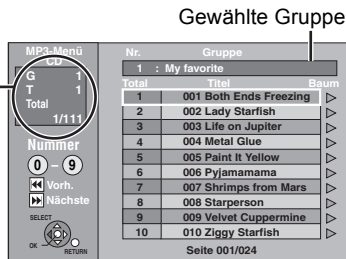 Gewählte Gruppe
MP3-Menü
CD
G 1
T 1
Total
1/111
Nummer
0 – 9
Vorh.
Nächste
SELECT
OK
RETURN
Nr. Gruppe
1 : My favorite
Total Titel Baum
1 001 Both Ends Freezing
2 002 Lady Starfish
3 003 Life on Jupiter
4 004 Metal Glue
5 005 Paint It Yellow
6 006 Pyjamamama
7 007 Shrimps from Mars
8 008 Starperson
9 009 Velvet Cuppermine
10 010 Ziggy Starfish
Seite 001/024